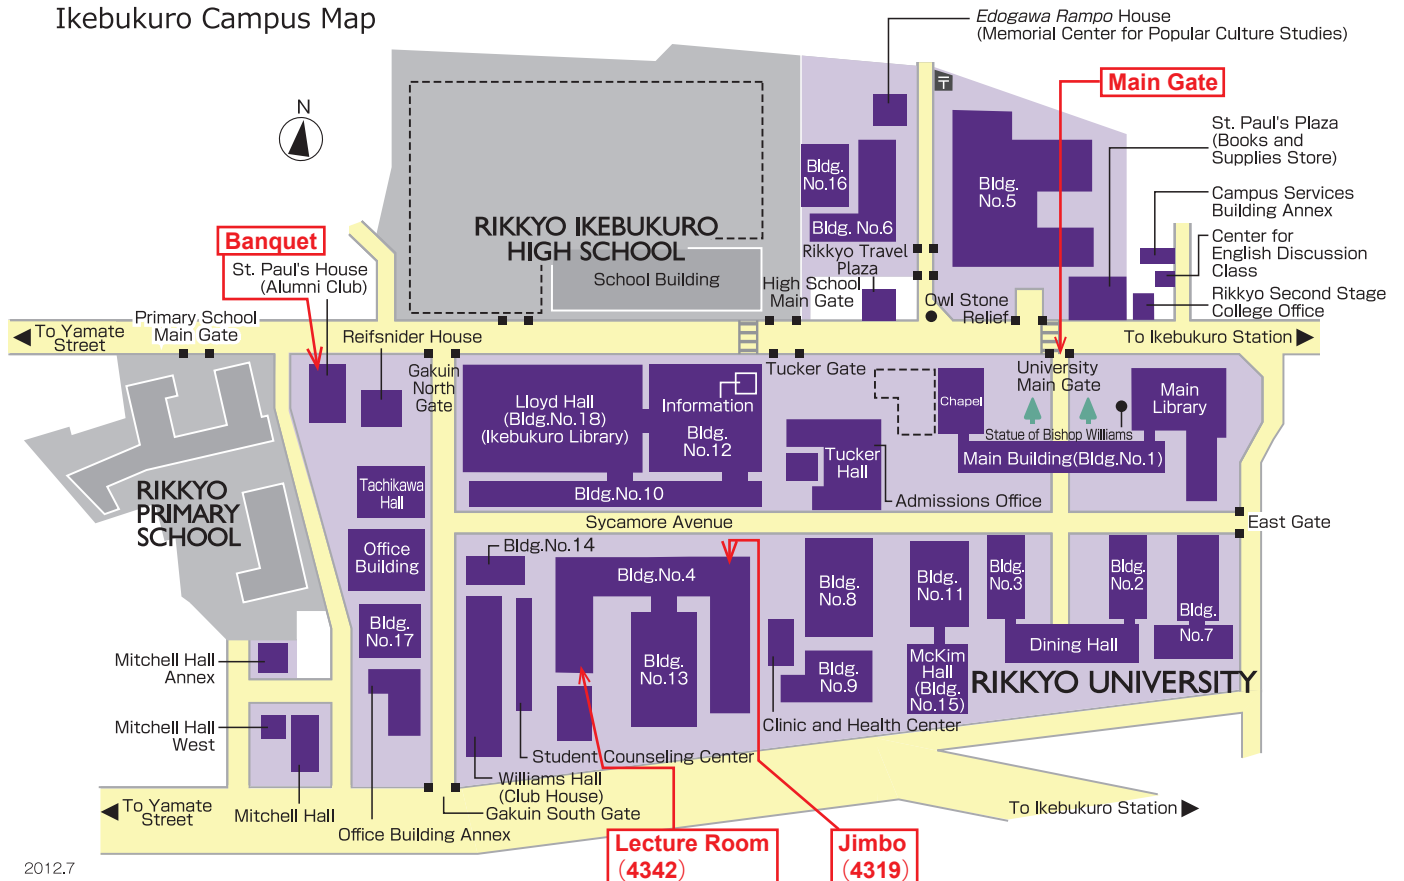 Ikebukuro Campus Map
Edogawa Rampo House
(Memorial Center for Popular Culture Studies)
〒
Main Gate
N
St. Paul's Plaza
(Books and
Supplies Store)
Bldg.
No.16
Bldg.
No.5
Campus Services
Building Annex
RIKKYO IKEBUKURO
HIGH SCHOOL
Bldg. No.6
Banquet
Center for
English Discussion
Class
St. Paul's House
(Alumni Club)
School Building
Rikkyo Travel
Plaza
High School
Main Gate
Owl Stone
Relief
Rikkyo Second Stage
College Office
Primary School
Main Gate
To Yamate
Street
Reifsnider House
To Ikebukuro Station
Gakuin
North
Gate
Tucker Gate
University
Main Gate
Lloyd Hall
(Bldg.No.18)
(Ikebukuro Library)
Information
Bldg.
No.12
Chapel
Main
Library
Statue of Bishop Williams
Tucker
Hall
Main Building(Bldg.No.1)
Tachikawa
Hall
Bldg.No.10
Admissions Office
RIKKYO
PRIMARY
SCHOOL
Sycamore Avenue
East Gate
Office
Building
Bldg.No.14
Bldg.No.4
Bldg.
No.8
Bldg.
No.11
Bldg.
No.3
Bldg.
No.2
Bldg.
No.7
Bldg.
No.17
Dining Hall
Mitchell Hall
Annex
Bldg.
No.13
Bldg.
No.9
McKim
Hall
(Bldg.
No.15)
RIKKYO UNIVERSITY
Mitchell Hall
West
Clinic and Health Center
Student Counseling Center
Williams Hall
(Club House)
Gakuin South Gate
To Yamate
Street
Mitchell Hall
Office Building Annex
To Ikebukuro Station
Lecture Room
(4342)
Jimbo
(4319)
2012.7